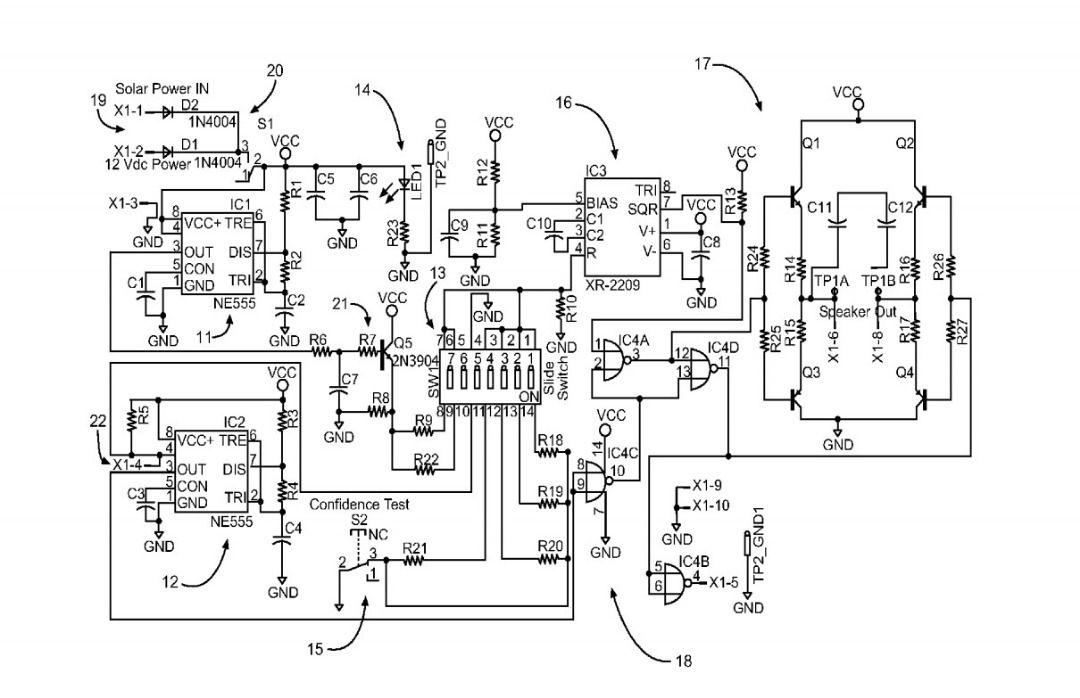 Solar Power IN
20
19
X1-1
D2
1N4004
S1
X1-2
D1
1N4004
12 Vdc Power
3
2
1
VCC
14
LED1
TP2_GND
X1-3
GND
IC1
8
4
VCC+ TRE
6
3
OUT DIS
7
5
CON
1
GND
TRI
2
NE555
11
R1
R2
C1
GND
C2
GND
C5
C6
GND
R23
GND
VCC
R12
R11
C9
GND
16
IC3
5
BIAS
2
C1
3
C2
4
R
TRI
8
SQR
7
V+
1
V-
6
XR-2209
C10
VCC
C8
GND
VCC
R13
R10
GND
17
VCC
Q1
Q2
C11
C12
R24
R14
R16
R26
TP1A
TP1B
Speaker Out
R25
R15
X1-6
X1-8
R17
R27
Q3
Q4
GND
21
VCC
13
GND
R6
R7
Q5
2N3904
C7
R8
GND
R9
R22
7 6 5 4 3 2 1
7 6 5 4 3 2 1
SW1
ON
Slide
Switch
8 9 10 11 12 13 14
R18
R19
R20
1
2
IC4A
3
12
13
IC4D
11
VCC
14
8
9
IC4C
10
7
GND
22
R5
X1-4
IC2
VCC
8
4
VCC+ TRE
6
3
OUT DIS
7
5
CON
1
GND
TRI
2
NE555
12
R3
R4
C3
GND
C4
GND
Confidence Test
S2
NC
2
3
1
R21
15
X1-9
X1-10
GND
5
6
IC4B
4
X1-5
TP2_GND1
GND
18